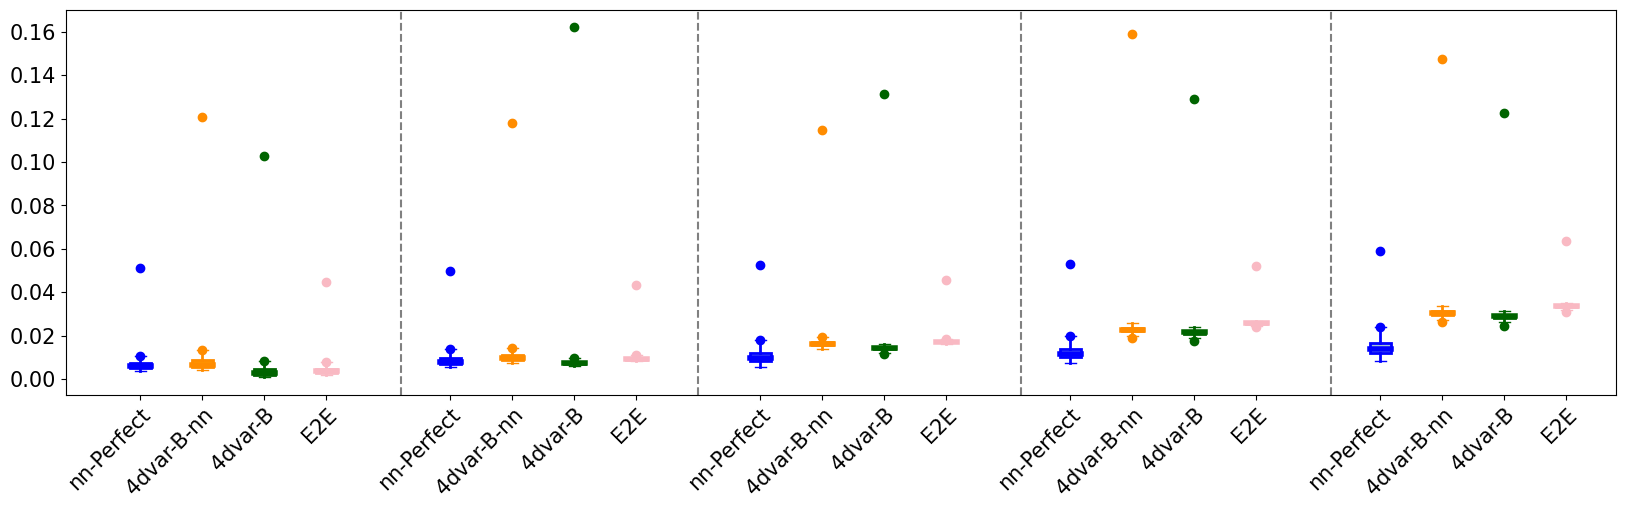 0.16
0.14
0.12
0.10
0.08
0.06
0.04
0.02
0.00
nn-Perfect
4dvar-B-nn
4dvar-B
E2E
nn-Perfect
4dvar-B-nn
4dvar-B
E2E
nn-Perfect
4dvar-B-nn
4dvar-B
E2E
nn-Perfect
4dvar-B-nn
4dvar-B
E2E
nn-Perfect
4dvar-B-nn
4dvar-B
E2E